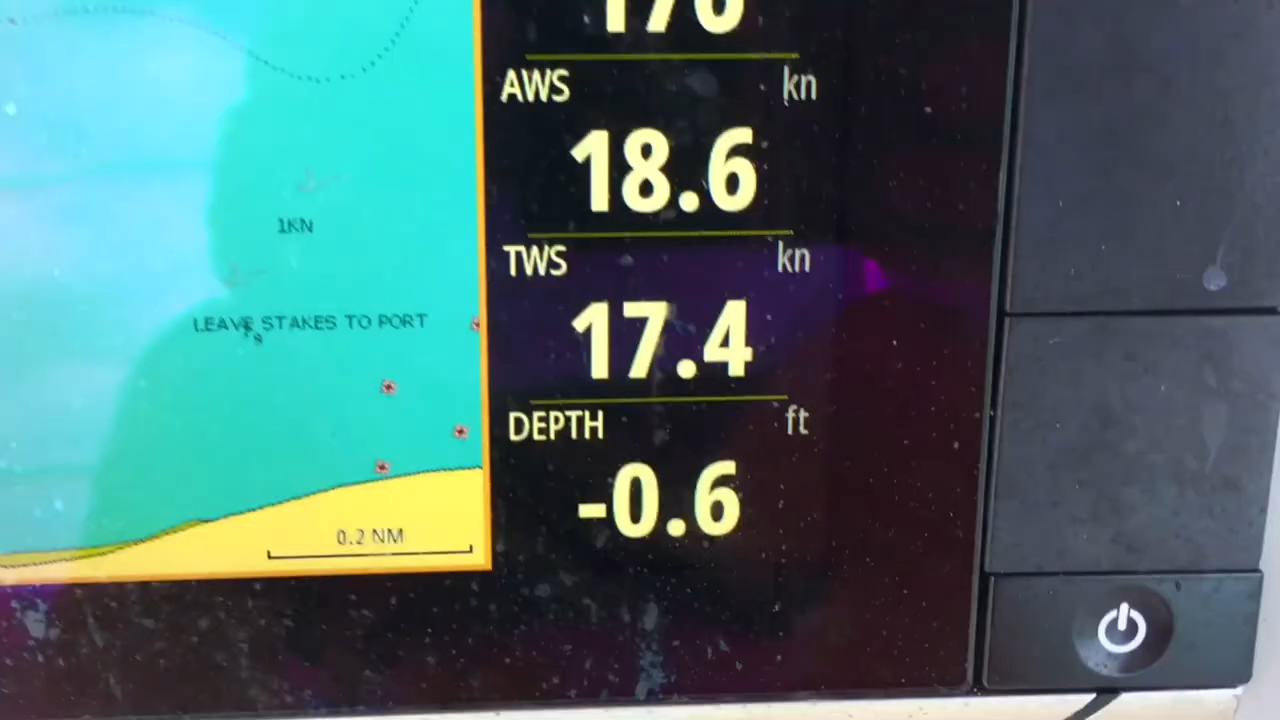 170
AWS kn
18.6
1KN
TWS kn
LEAVE STAKES TO PORT
17.4
DEPTH ft
-0.6
0.2 NM